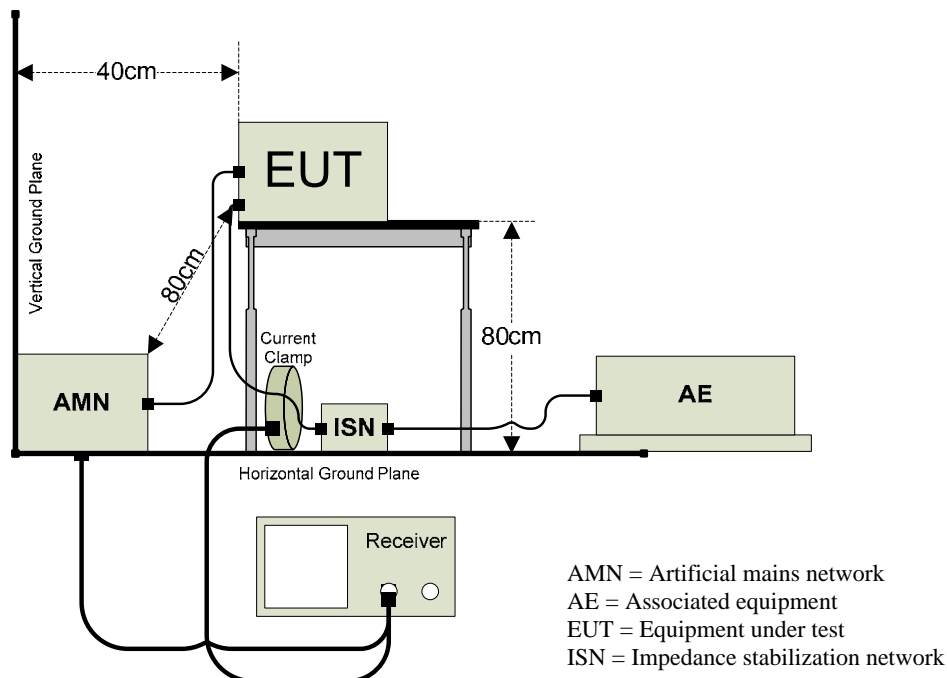 40cm
EUT
Vertical Ground Plane
80cm
80cm
Current
Clamp
AMN
ISN
AE
Horizontal Ground Plane
Receiver
AMN = Artificial mains network
AE = Associated equipment
EUT = Equipment under test
ISN = Impedance stabilization network